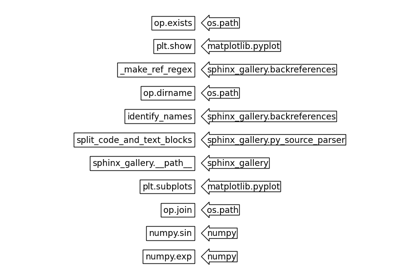 op.exists os.path
plt.show matplotlib.pyplot
_make_ref_regex sphinx_gallery.backreferences
op.dirname os.path
identify_names sphinx_gallery.backreferences
split_code_and_text_blocks sphinx_gallery.py_source_parser
sphinx_gallery.__path__ sphinx_gallery
plt.subplots matplotlib.pyplot
op.join os.path
numpy.sin numpy
numpy.exp numpy